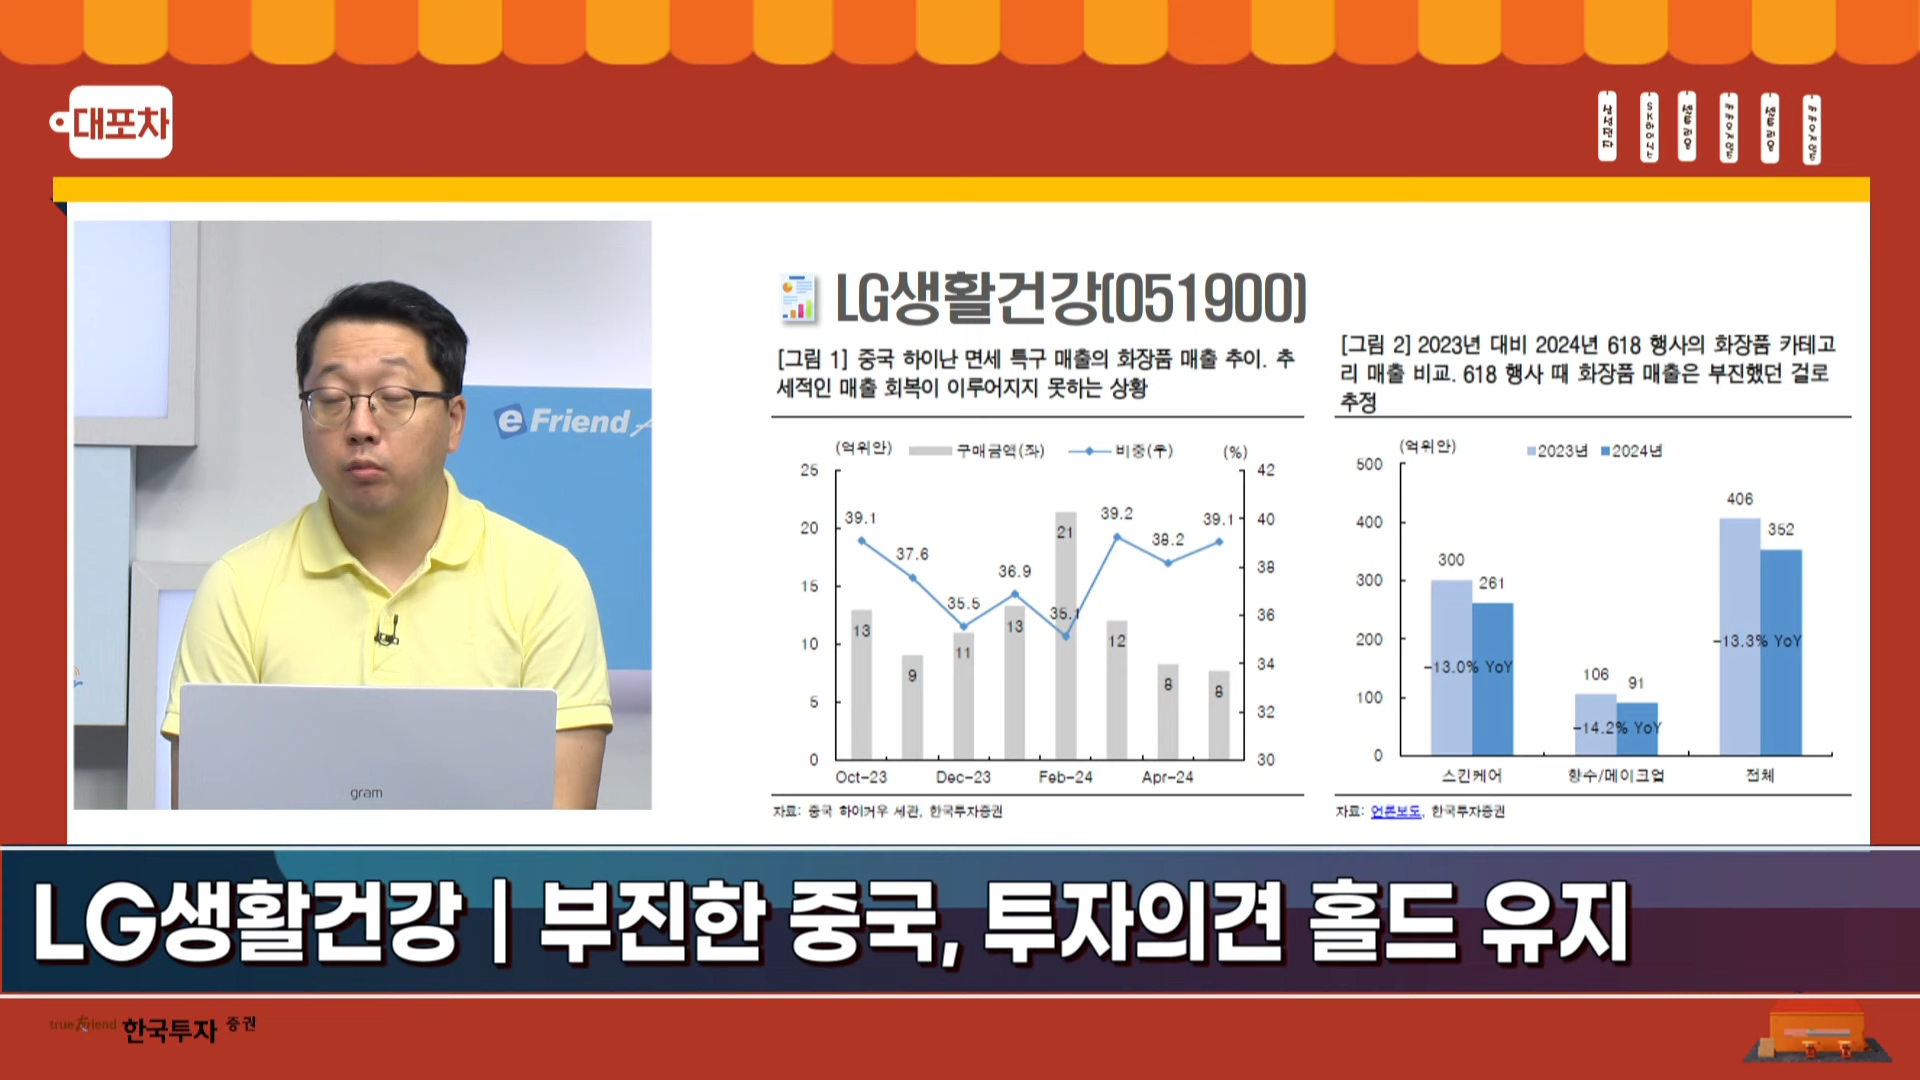 대포차
e Friend
gram
LG생활건강(051900)
[그림 1] 중국 하이난 면세 특구 매출의 화장품 매출 추이. 추
세적인 매출 회복이 이루어지지 못하는 상황
(억위안) 구매금액(좌) 비중(우) (%)
25
20
15
10
5
0
42
40
38
36
34
32
30
39.1
37.6
35.5
36.9
35.1
39.2
38.2
39.1
13
9
11
13
21
12
8
8
Oct-23 Dec-23 Feb-24 Apr-24
자료: 중국 하이커우 세관, 한국투자증권
[그림 2] 2023년 대비 2024년 618 행사의 화장품 카테고
리 매출 비교. 618 행사 때 화장품 매출은 부진했던 걸로
추정
(억위안) 2023년 2024년
500
400
300
200
100
0
300
261
-13.0% YoY
106
91
-14.2% YoY
406
352
-13.3% YoY
스킨케어 향수/메이크업 전체
자료: 언론보도, 한국투자증권
LG생활건강 | 부진한 중국, 투자의견 홀드 유지
true Friend 한국투자 증권